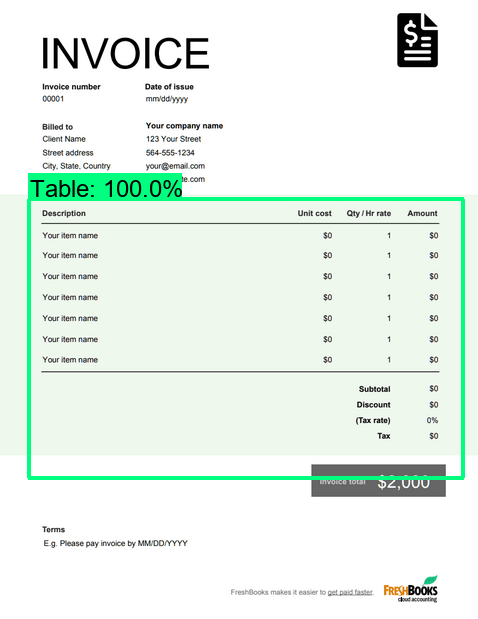 INVOICE
Invoice number Date of issue
00001 mm/dd/yyyy
Billed to Your company name
Client Name 123 Your Street
Street address 564-555-1234
City, State, Country your@email.com
te.com
Table: 100.0%
Description Unit cost Qty / Hr rate Amount
Your item name $0 1 $0
Your item name $0 1 $0
Your item name $0 1 $0
Your item name $0 1 $0
Your item name $0 1 $0
Your item name $0 1 $0
Your item name $0 1 $0
Subtotal $0
Discount $0
(Tax rate) 0%
Tax $0
Invoice total $2,000
Terms
E.g. Please pay invoice by MM/DD/YYYY
FreshBooks makes it easier to get paid faster.
FRESHBOOKS
cloud accounting